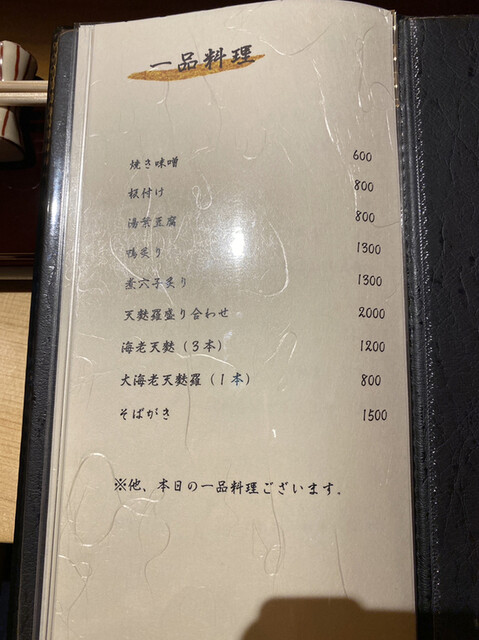 一品料理
焼き味噌 600
板付け 800
湯葉豆腐 800
鴨炙り 1300
煮穴子炙り 1300
天麩羅盛り合わせ 2000
海老天麩（3本） 1200
大海老天麩羅（1本） 800
そばがき 1500
※他、本日の一品料理ございます。